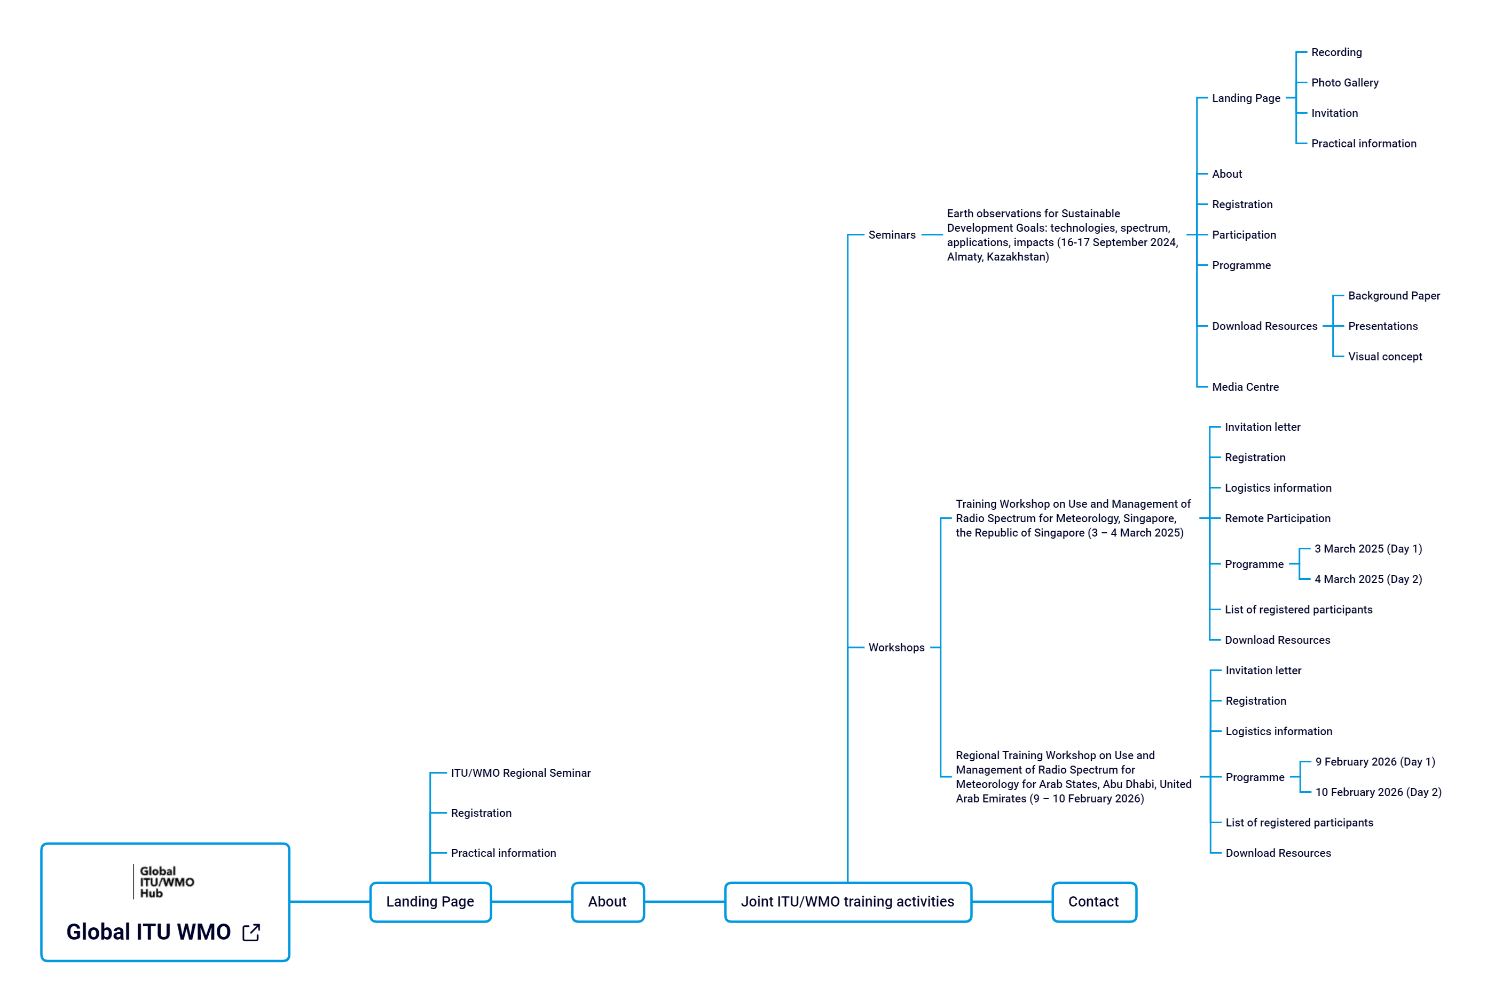 Recording
Photo Gallery
Landing Page
Invitation
Practical information
About
Registration
Earth observations for Sustainable
Development Goals: technologies, spectrum,
applications, impacts (16-17 September 2024,
Almaty, Kazakhstan)
Seminars
Participation
Programme
Background Paper
Download Resources
Presentations
Visual concept
Media Centre
Invitation letter
Registration
Logistics information
Training Workshop on Use and Management of
Radio Spectrum for Meteorology, Singapore,
the Republic of Singapore (3 – 4 March 2025)
Remote Participation
3 March 2025 (Day 1)
Programme
4 March 2025 (Day 2)
List of registered participants
Download Resources
Workshops
Invitation letter
Registration
Logistics information
Regional Training Workshop on Use and
Management of Radio Spectrum for
Meteorology for Arab States, Abu Dhabi, United
Arab Emirates (9 – 10 February 2026)
9 February 2026 (Day 1)
Programme
10 February 2026 (Day 2)
List of registered participants
Download Resources
ITU/WMO Regional Seminar
Registration
Practical information
Global
ITU/WMO
Hub
Global ITU WMO
Landing Page
About
Joint ITU/WMO training activities
Contact